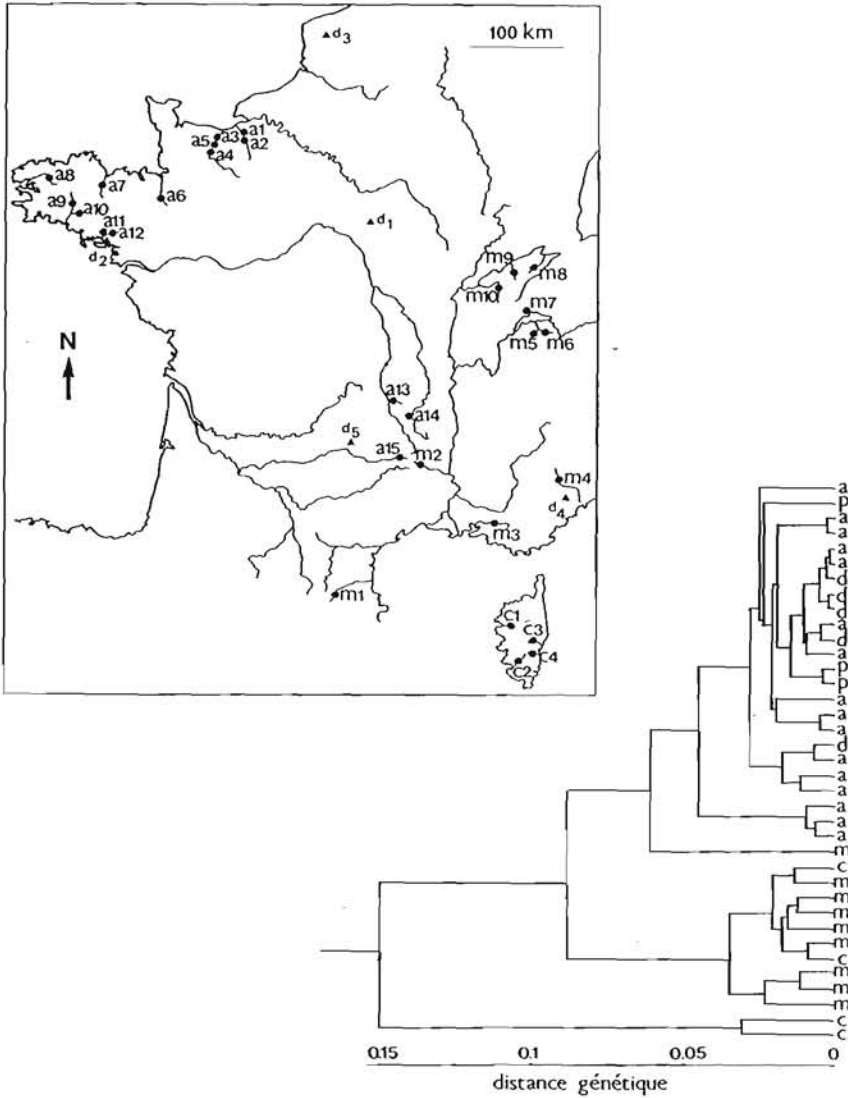 d3
100 km
a1
a3
a5
a2
a4
a8
a7
a6
a9
a10
a11
a12
d1
d2
m9
m8
m10
m7
m5
m6
N
a13
a14
d5
a15
m2
m4
d4
m3
m1
C1
C3
C4
C2
a
p
a
a
a
a
d
d
d
a
d
a
p
p
a
a
a
d
a
a
a
a
a
a
m
c
m
m
m
m
m
c
m
m
m
c
c
0.15 0.1 0.05 0
distance génétique